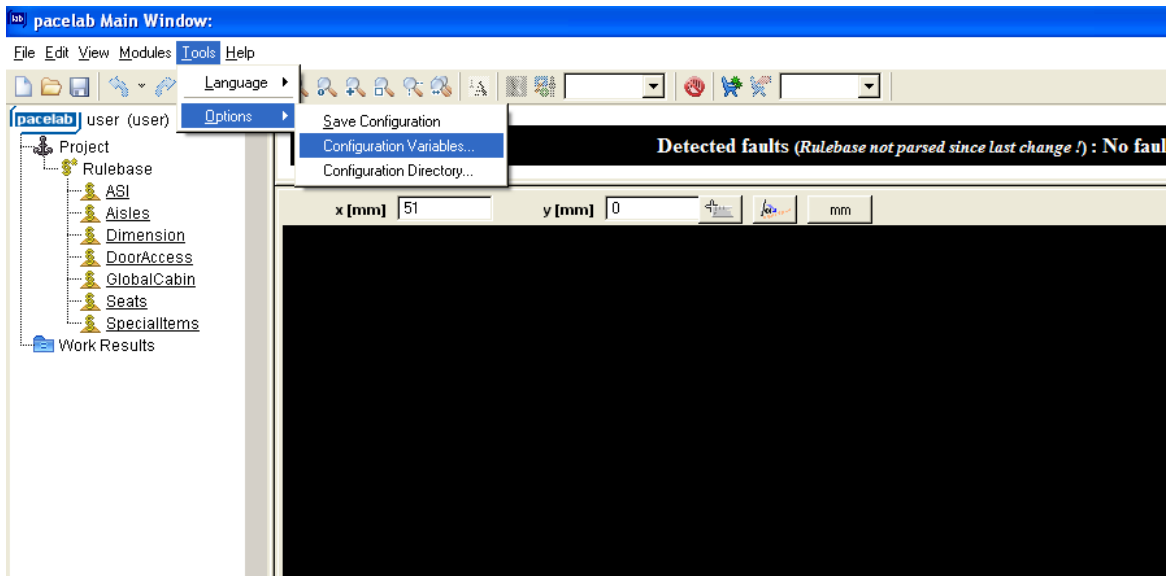 lab pacelab Main Window:
File Edit View Modules Tools Help
Language
pacelab user (user)
Options
Save Configuration
Project
Configuration Variables...
Detected faults (Rulebase not parsed since last change !) : No faul
Rulebase
Configuration Directory...
ASI
x [mm] 51 y [mm] 0 mm
Aisles
Dimension
DoorAccess
GlobalCabin
Seats
SpecialItems
Work Results